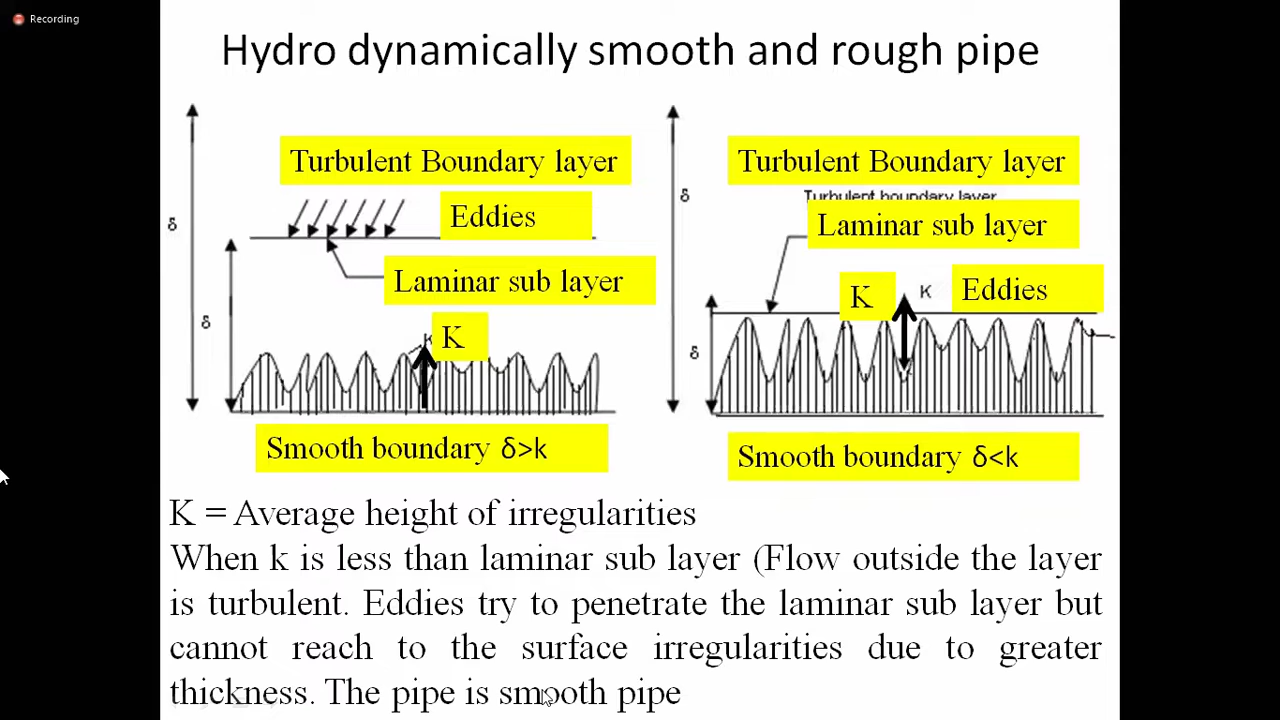 Recording
Hydro dynamically smooth and rough pipe
Turbulent Boundary layer
Eddies
Laminar sub layer
K
δ
δ
Smooth boundary δ>k
Turbulent Boundary layer
Turbulent boundary layer
Laminar sub layer
K
K
Eddies
δ
δ
Smooth boundary δ<k
K = Average height of irregularities
When k is less than laminar sub layer (Flow outside the layer
is turbulent. Eddies try to penetrate the laminar sub layer but
cannot reach to the surface irregularities due to greater
thickness. The pipe is smooth pipe